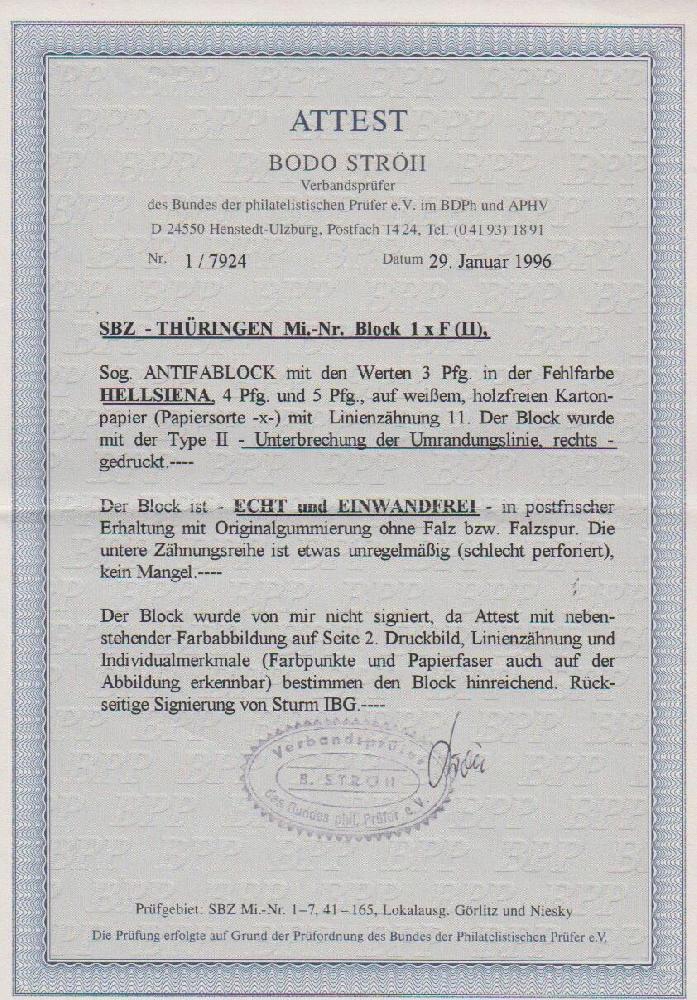 ATTEST
BODO STRÖH
Verbandsprüfer
des Bundes der philatelistischen Prüfer e.V. im BDPh und APHV
D 24550 Henstedt-Ulzburg, Postfach 14 24, Tel. (0 41 93) 18 91
Nr. 1 / 7924 Datum 29. Januar 1996
SBZ - THÜRINGEN Mi.-Nr. Block 1 x F (II),
Sog. ANTIFABLOCK mit den Werten 3 Pfg. in der Fehlfarbe
HELLSIENA, 4 Pfg. und 5 Pfg., auf weißem, holzfreien Karton-
papier (Papiersorte -x-) mit Linienzähnung 11. Der Block wurde
mit der Type II - Unterbrechung der Umrandungslinie, rechts -
gedruckt.----
Der Block ist - ECHT und EINWANDFREI - in postfrischer
Erhaltung mit Originalgummierung ohne Falz bzw. Falzspur. Die
untere Zähnungsreihe ist etwas unregelmäßig (schlecht perforiert),
kein Mangel.----
Der Block wurde von mir nicht signiert, da Attest mit neben-
stehender Farbabbildung auf Seite 2. Druckbild, Linienzähnung und
Individualmerkmale (Farbpunkte und Papierfaser auch auf der
Abbildung erkennbar) bestimmen den Block hinreichend. Rück-
seitige Signierung von Sturm IBG.----
Verbandsprüfer
B. STRÖH
des Bundes phil. Prüfer e.V.
Prüfgebiet: SBZ Mi.-Nr. 1–7, 41–165, Lokalausg. Görlitz und Niesky
Die Prüfung erfolgte auf Grund der Prüfordnung des Bundes der Philatelistischen Prüfer e.V.